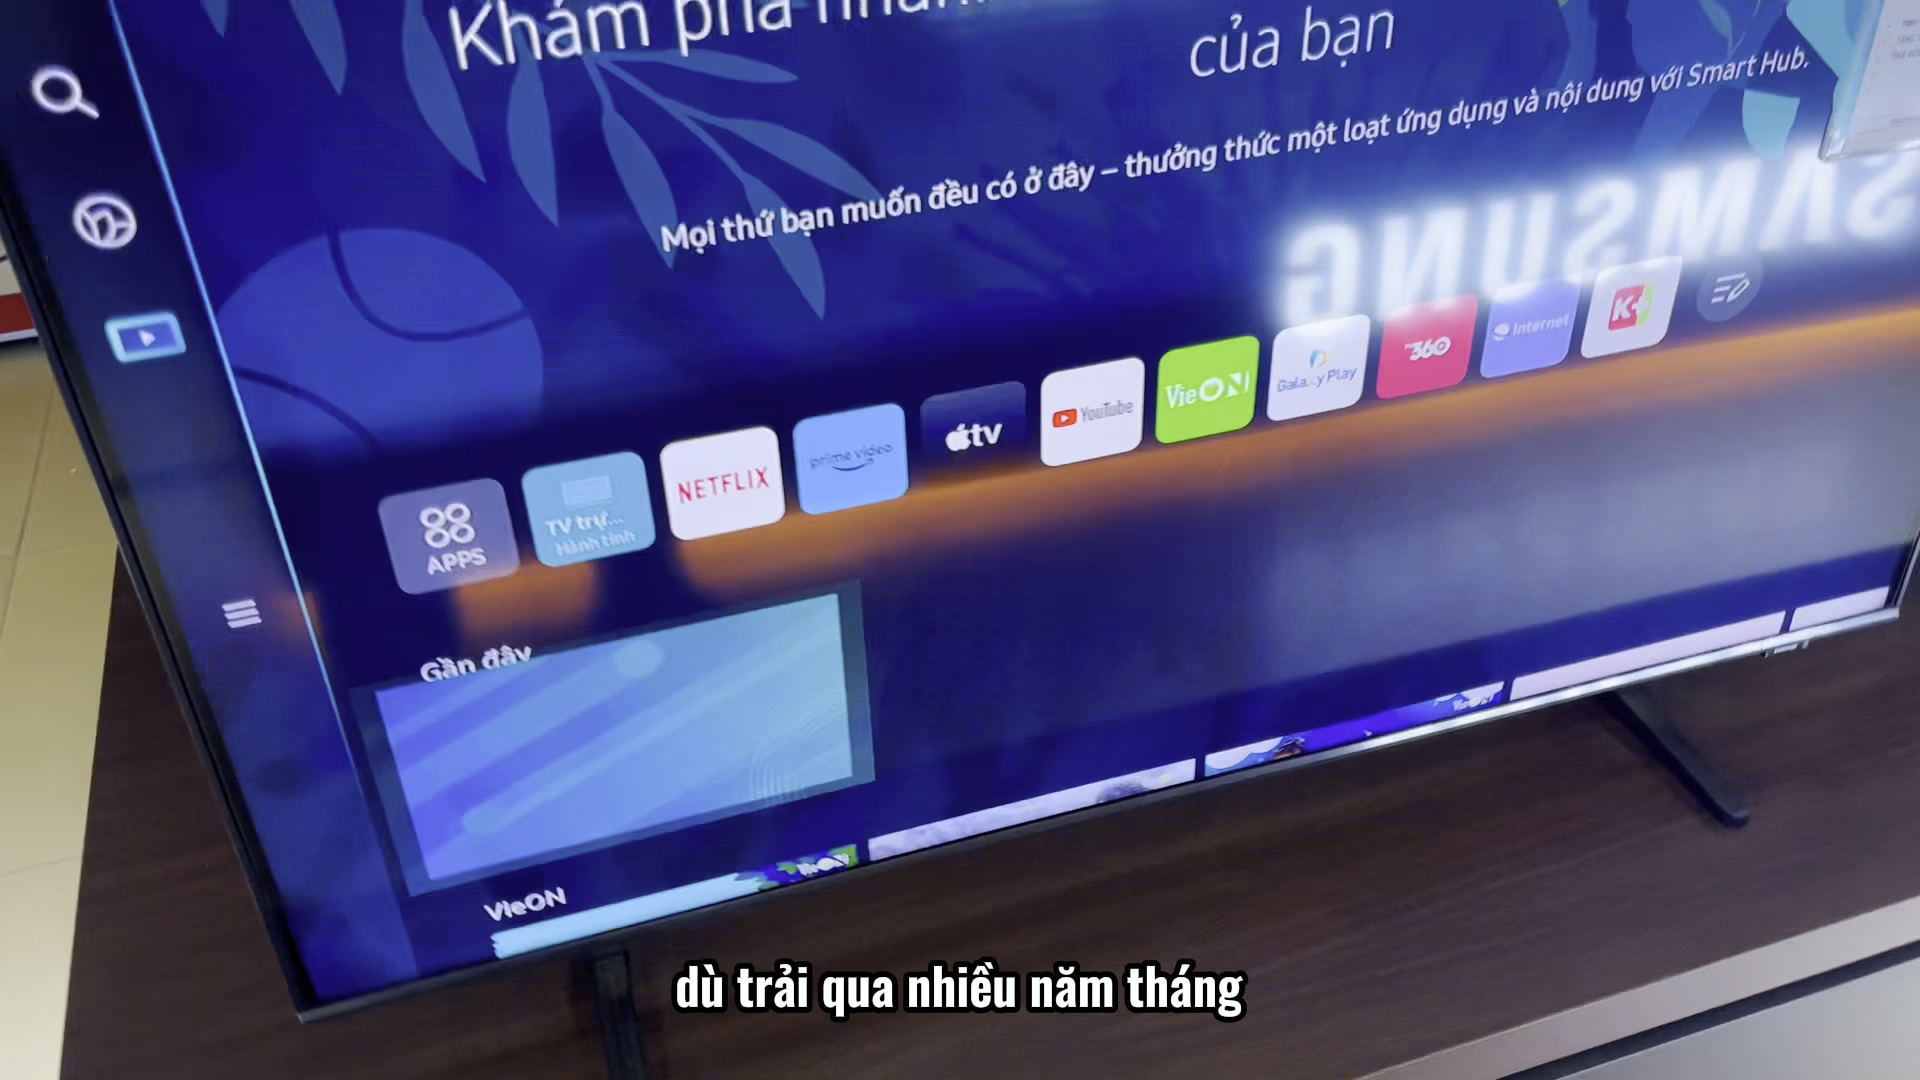 Khám phá
của bạn
Mọi thứ bạn muốn đều có ở đây – thưởng thức một loạt ứng dụng và nội dung với Smart Hub.
SAMSUNG
APPS
TV trự...
Hành tinh
NETFLIX
prime video
tv
YouTube
VieON
Galaxy Play
360
Internet
K+
Gần đây
VieON
dù trải qua nhiều năm tháng